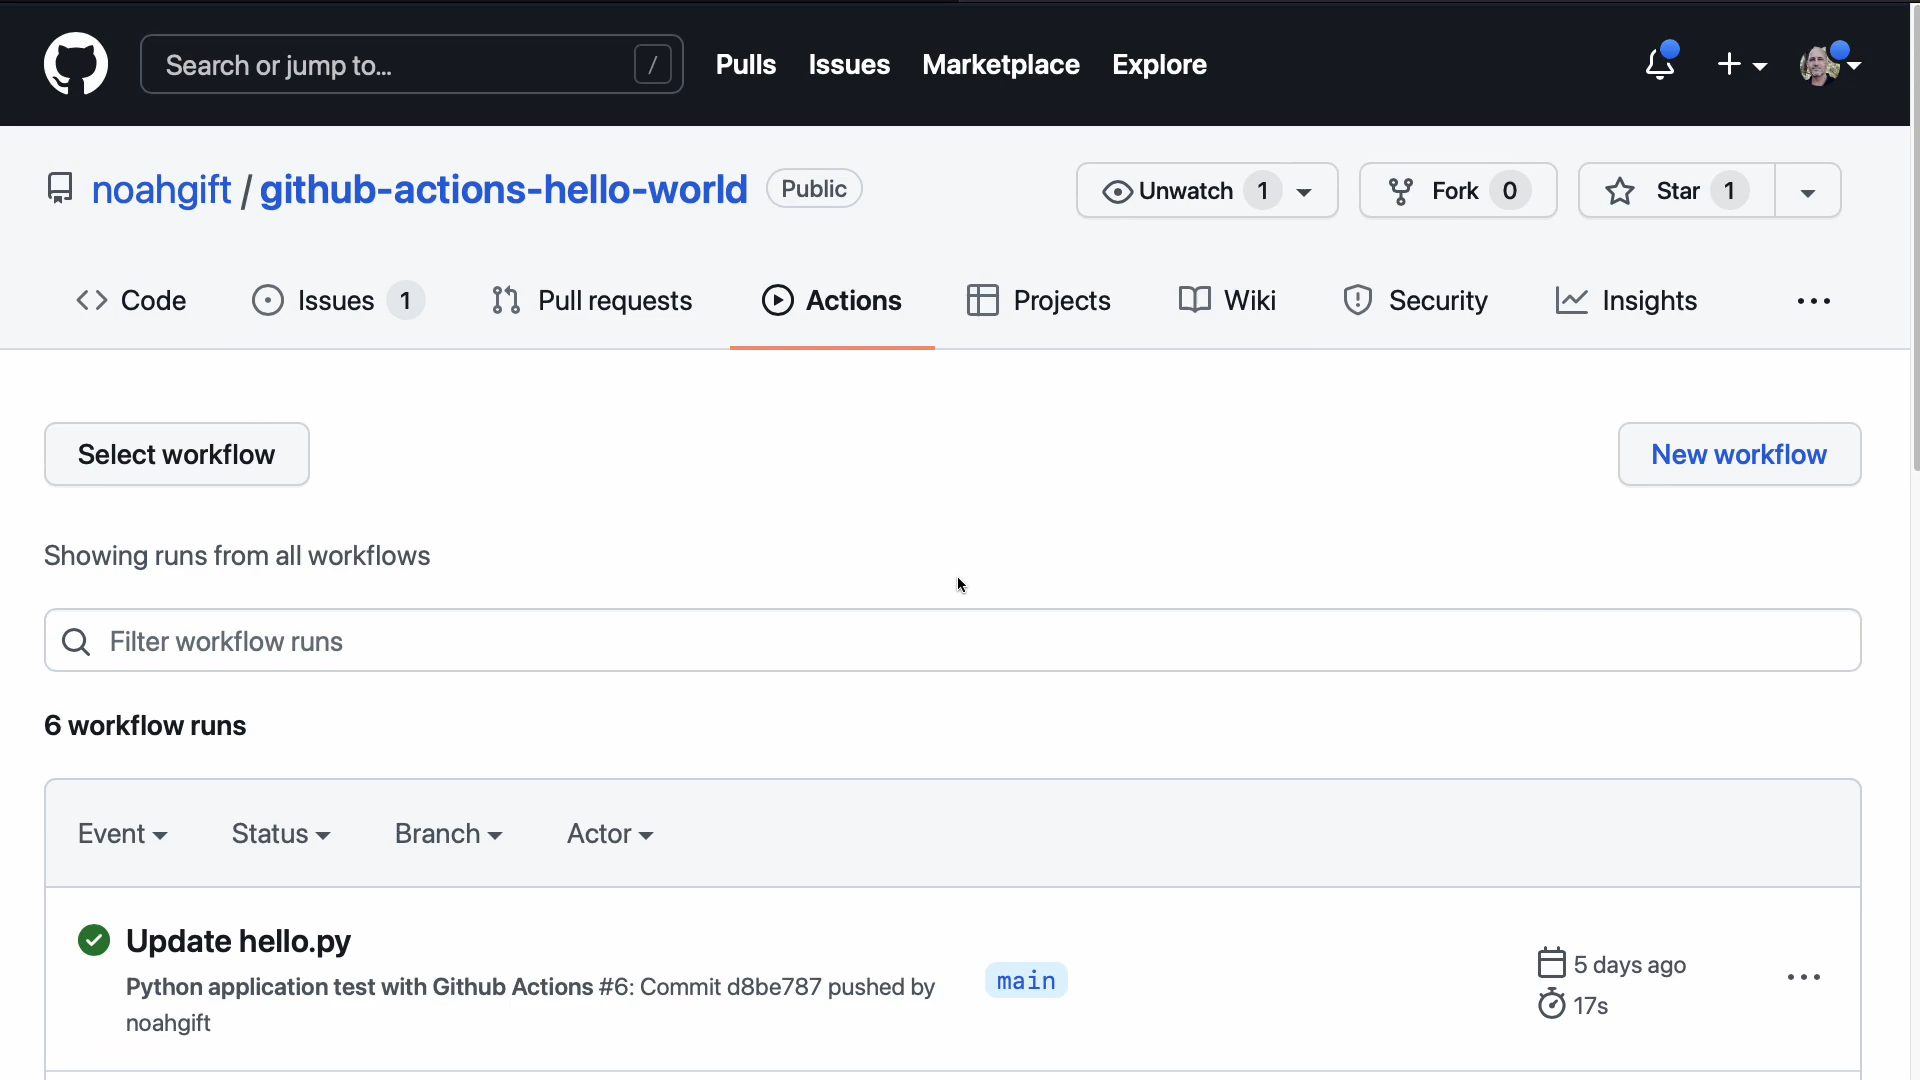 Search or jump to... /
Pulls Issues Marketplace Explore
noahgift / github-actions-hello-world Public
Unwatch 1 Fork 0 Star 1
Code Issues 1 Pull requests Actions Projects Wiki Security Insights
Select workflow
New workflow
Showing runs from all workflows
Filter workflow runs
6 workflow runs
Event Status Branch Actor
Update hello.py
Python application test with Github Actions #6: Commit d8be787 pushed by
noahgift
main
5 days ago
17s